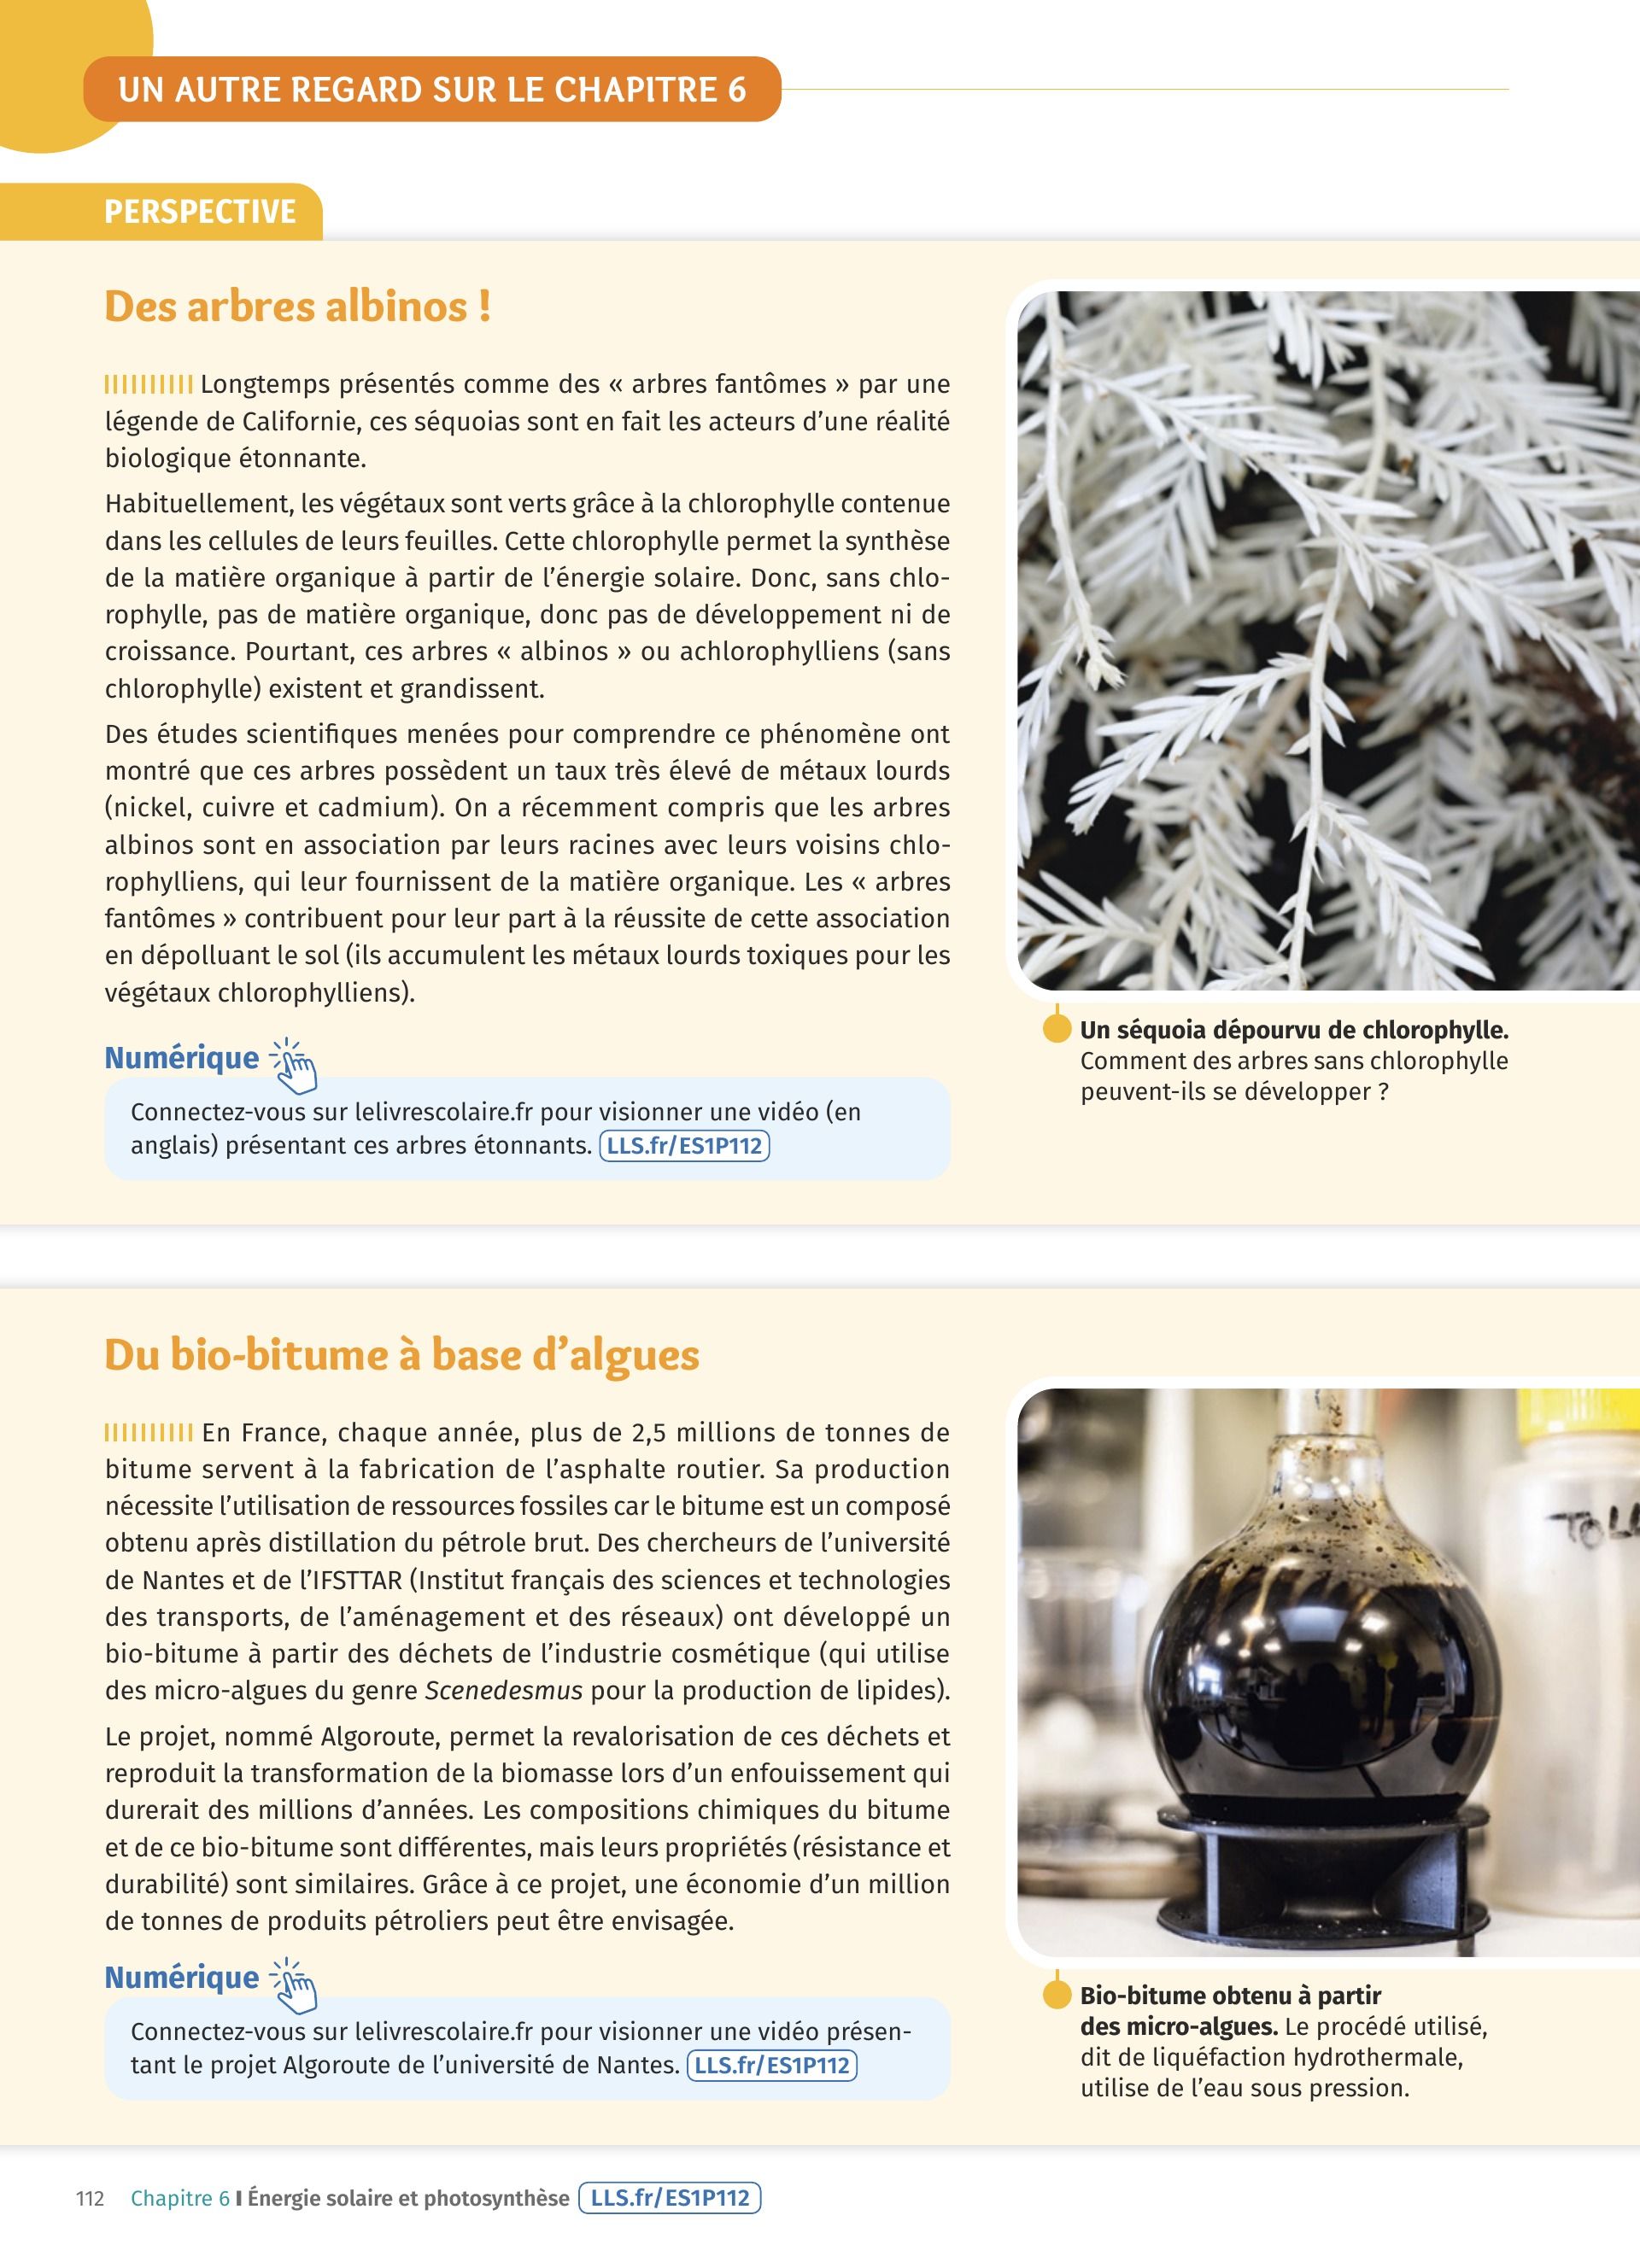 UN AUTRE REGARD SUR LE CHAPITRE 6
PERSPECTIVE
Des arbres albinos !
Longtemps présentés comme des « arbres fantômes » par une
légende de Californie, ces séquoias sont en fait les acteurs d’une réalité
biologique étonnante.
Habituellement, les végétaux sont verts grâce à la chlorophylle contenue
dans les cellules de leurs feuilles. Cette chlorophylle permet la synthèse
de la matière organique à partir de l’énergie solaire. Donc, sans chlo-
rophylle, pas de matière organique, donc pas de développement ni de
croissance. Pourtant, ces arbres « albinos » ou achlorophylliens (sans
chlorophylle) existent et grandissent.
Des études scientifiques menées pour comprendre ce phénomène ont
montré que ces arbres possèdent un taux très élevé de métaux lourds
(nickel, cuivre et cadmium). On a récemment compris que les arbres
albinos sont en association par leurs racines avec leurs voisins chlo-
rophylliens, qui leur fournissent de la matière organique. Les « arbres
fantômes » contribuent pour leur part à la réussite de cette association
en dépolluant le sol (ils accumulent les métaux lourds toxiques pour les
végétaux chlorophylliens).
Numérique
Connectez-vous sur lelivrescolaire.fr pour visionner une vidéo (en
anglais) présentant ces arbres étonnants. LLS.fr/ES1P112
Un séquoia dépourvu de chlorophylle.
Comment des arbres sans chlorophylle
peuvent-ils se développer ?
Du bio-bitume à base d’algues
En France, chaque année, plus de 2,5 millions de tonnes de
bitume servent à la fabrication de l’asphalte routier. Sa production
nécessite l’utilisation de ressources fossiles car le bitume est un composé
obtenu après distillation du pétrole brut. Des chercheurs de l’université
de Nantes et de l’IFSTTAR (Institut français des sciences et technologies
des transports, de l’aménagement et des réseaux) ont développé un
bio-bitume à partir des déchets de l’industrie cosmétique (qui utilise
des micro-algues du genre Scenedesmus pour la production de lipides).
Le projet, nommé Algoroute, permet la revalorisation de ces déchets et
reproduit la transformation de la biomasse lors d’un enfouissement qui
durerait des millions d’années. Les compositions chimiques du bitume
et de ce bio-bitume sont différentes, mais leurs propriétés (résistance et
durabilité) sont similaires. Grâce à ce projet, une économie d’un million
de tonnes de produits pétroliers peut être envisagée.
Numérique
Connectez-vous sur lelivrescolaire.fr pour visionner une vidéo présen-
tant le projet Algoroute de l’université de Nantes. LLS.fr/ES1P112
Bio-bitume obtenu à partir
des micro-algues. Le procédé utilisé,
dit de liquéfaction hydrothermale,
utilise de l’eau sous pression.
112 Chapitre 6 I Énergie solaire et photosynthèse LLS.fr/ES1P112